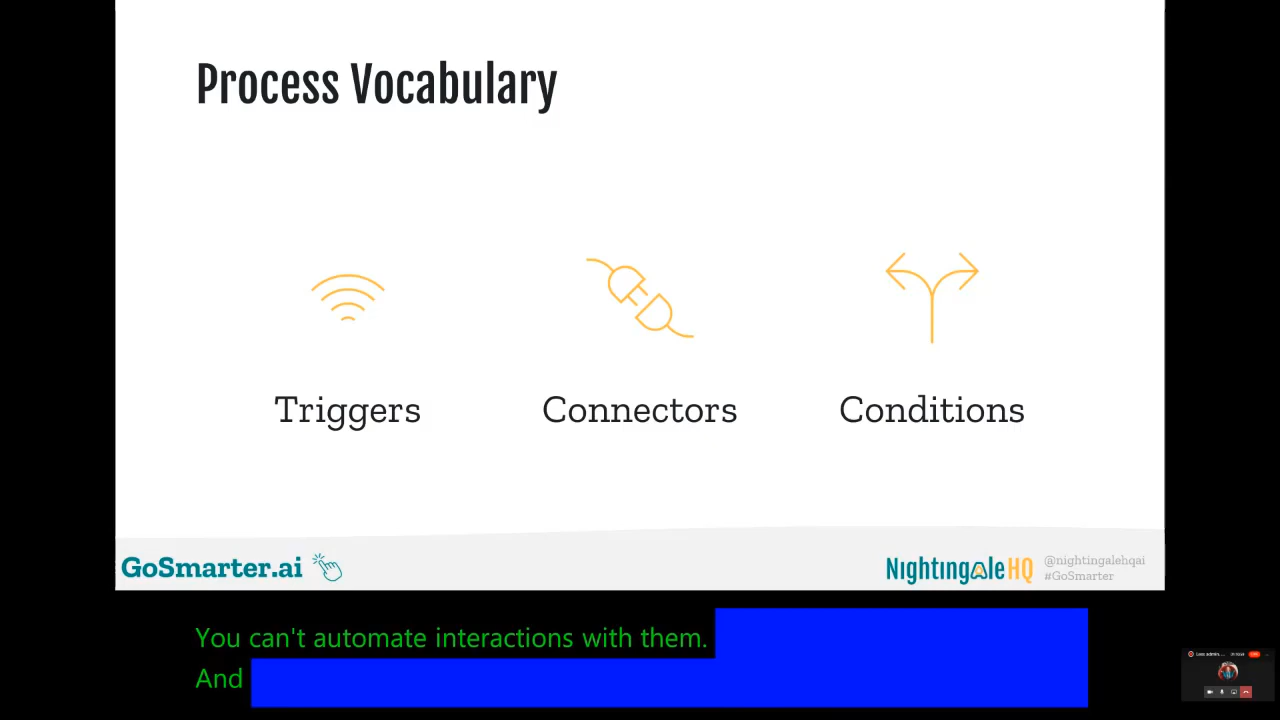 Process Vocabulary
Triggers
Connectors
Conditions
GoSmarter.ai
NightingaleHQ
@nightingalehqai
#GoSmarter
You can't automate interactions with them.
And